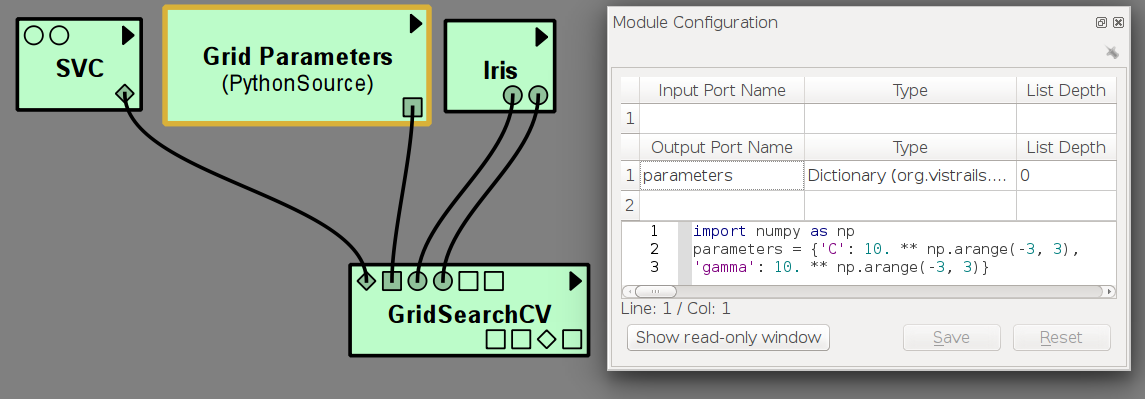 SVC
Grid Parameters
(PythonSource)
Iris
GridSearchCV
Module Configuration
Input Port Name Type List Depth
1
Output Port Name Type List Depth
1 parameters Dictionary (org.vistrails.... 0
2
1 import numpy as np
2 parameters = {'C': 10. ** np.arange(-3, 3),
3 'gamma': 10. ** np.arange(-3, 3)}
Line: 1 / Col: 1
Show read-only window Save Reset